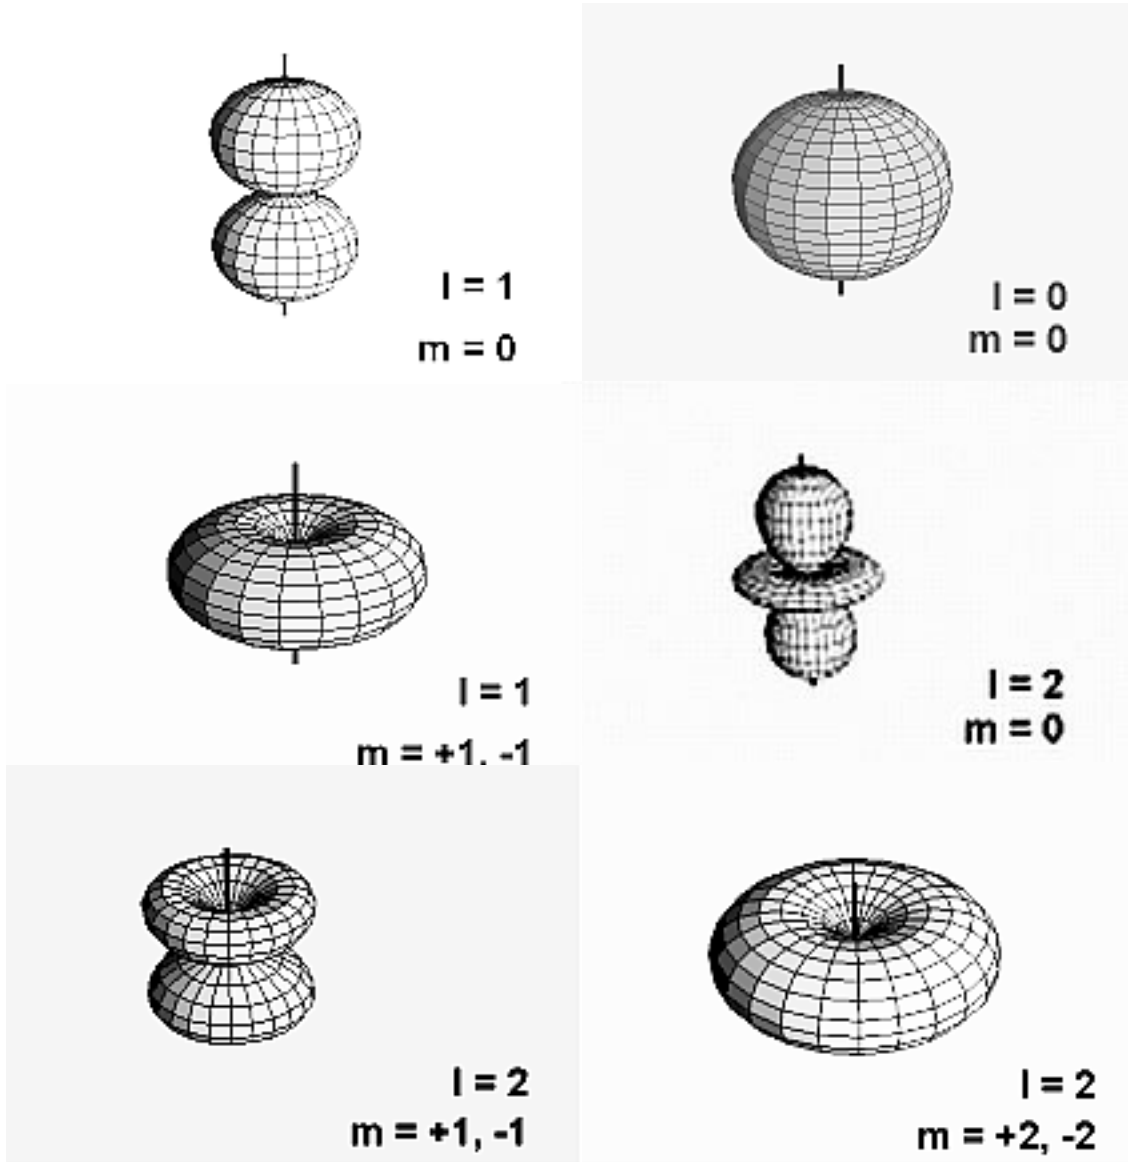 l = 1
m = 0
l = 0
m = 0
l = 1
m = +1, -1
l = 2
m = 0
l = 2
m = +1, -1
l = 2
m = +2, -2